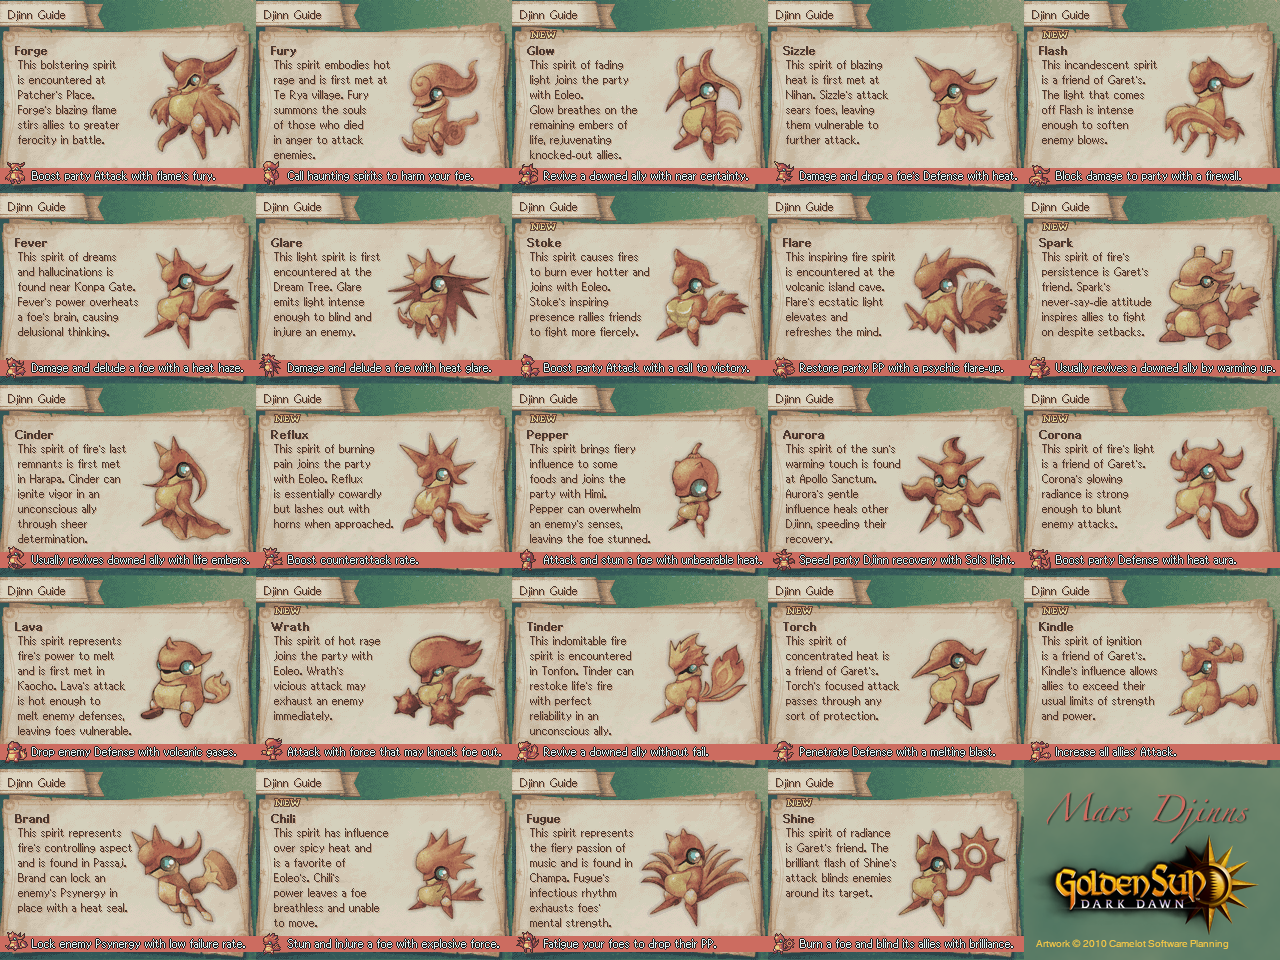 Djinn Guide
Forge
This bolstering spirit
is encountered at
Patcher's Place.
Forge's blazing flame
stirs allies to greater
ferocity in battle.
Boost party Attack with flame's fury.
Djinn Guide
Fury
This spirit embodies hot
rage and is first met at
Te Rya village. Fury
summons the souls
of those who died
in anger to attack
enemies.
Call haunting spirits to harm your foe.
Djinn Guide
NEW
Glow
This spirit of fading
light joins the party
with Eoleo.
Glow breathes on the
remaining embers of
life, rejuvenating
knocked-out allies.
Revive a downed ally with near certainty.
Djinn Guide
Sizzle
This spirit of blazing
heat is first met at
Nihan. Sizzle's attack
sears foes, leaving
them vulnerable to
further attack.
Damage and drop a foe's Defense with heat.
Djinn Guide
NEW
Flash
This incandescent spirit
is a friend of Garet's.
The light that comes
off Flash is intense
enough to soften
enemy blows.
Block damage to party with a firewall.
Djinn Guide
Fever
This spirit of dreams
and hallucinations is
found near Konpa Gate.
Fever's power overheats
a foe's brain, causing
delusional thinking.
Damage and delude a foe with a heat haze.
Djinn Guide
Glare
This light spirit is first
encountered at the
Dream Tree. Glare
emits light intense
enough to blind and
injure an enemy.
Damage and delude a foe with heat glare.
Djinn Guide
NEW
Stoke
This spirit causes fires
to burn ever hotter and
joins with Eoleo.
Stoke's inspiring
presence rallies friends
to fight more fiercely.
Boost party Attack with a call to victory.
Djinn Guide
Flare
This inspiring fire spirit
is encountered at the
volcanic island cave.
Flare's ecstatic light
elevates and
refreshes the mind.
Restore party PP with a psychic flare-up.
Djinn Guide
NEW
Spark
This spirit of fire's
persistence is Garet's
friend. Spark's
never-say-die attitude
inspires allies to fight
on despite setbacks.
Usually revives a downed ally by warming up.
Djinn Guide
Cinder
This spirit of fire's last
remnants is first met
in Harapa. Cinder can
ignite vigor in an
unconscious ally
through sheer
determination.
Usually revives downed ally with life embers.
Djinn Guide
NEW
Reflux
This spirit of burning
pain joins the party
with Eoleo. Reflux
is essentially cowardly
but lashes out with
horns when approached.
Boost counterattack rate.
Djinn Guide
NEW
Pepper
This spirit brings fiery
influence to some
foods and joins the
party with Himi.
Pepper can overwhelm
an enemy's senses,
leaving the foe stunned.
Attack and stun a foe with unbearable heat.
Djinn Guide
Aurora
This spirit of the sun's
warming touch is found
at Apollo Sanctum.
Aurora's gentle
influence heals other
Djinn, speeding their
recovery.
Speed party Djinn recovery with Sol's light.
Djinn Guide
NEW
Corona
This spirit of fire's light
is a friend of Garet's.
Corona's glowing
radiance is strong
enough to blunt
enemy attacks.
Boost party Defense with heat aura.
Djinn Guide
Lava
This spirit represents
fire's power to melt
and is first met in
Kaocho. Lava's attack
is hot enough to
melt enemy defenses,
leaving foes vulnerable.
Drop enemy Defense with volcanic gases.
Djinn Guide
NEW
Wrath
This spirit of hot rage
joins the party with
Eoleo. Wrath's
vicious attack may
exhaust an enemy
immediately.
Attack with force that may knock foe out.
Djinn Guide
Tinder
This indomitable fire
spirit is encountered
in Tonfon. Tinder can
restoke life's fire
with perfect
reliability in an
unconscious ally.
Revive a downed ally without fail.
Djinn Guide
NEW
Torch
This spirit of
concentrated heat is
a friend of Garet's.
Torch's focused attack
passes through any
sort of protection.
Penetrate Defense with a melting blast.
Djinn Guide
NEW
Kindle
This spirit of ignition
is a friend of Garet's.
Kindle's influence allows
allies to exceed their
usual limits of strength
and power.
Increase all allies' Attack.
Djinn Guide
Brand
This spirit represents
fire's controlling aspect
and is found in Passaj.
Brand can lock an
enemy's Psynergy in
place with a heat seal.
Lock enemy Psynergy with low failure rate.
Djinn Guide
NEW
Chili
This spirit has influence
over spicy heat and
is a favorite of
Eoleo's. Chili's
power leaves a foe
breathless and unable
to move.
Stun and injure a foe with explosive force.
Djinn Guide
Fugue
This spirit represents
the fiery passion of
music and is found in
Champa. Fugue's
infectious rhythm
exhausts foes'
mental strength.
Fatigue your foes to drop their PP.
Djinn Guide
NEW
Shine
This spirit of radiance
is Garet's friend. The
brilliant flash of Shine's
attack blinds enemies
around its target.
Burn a foe and blind its allies with brilliance.
Mars Djinns
GOLDEN SUN
DARK DAWN
Artwork © 2010 Camelot Software Planning